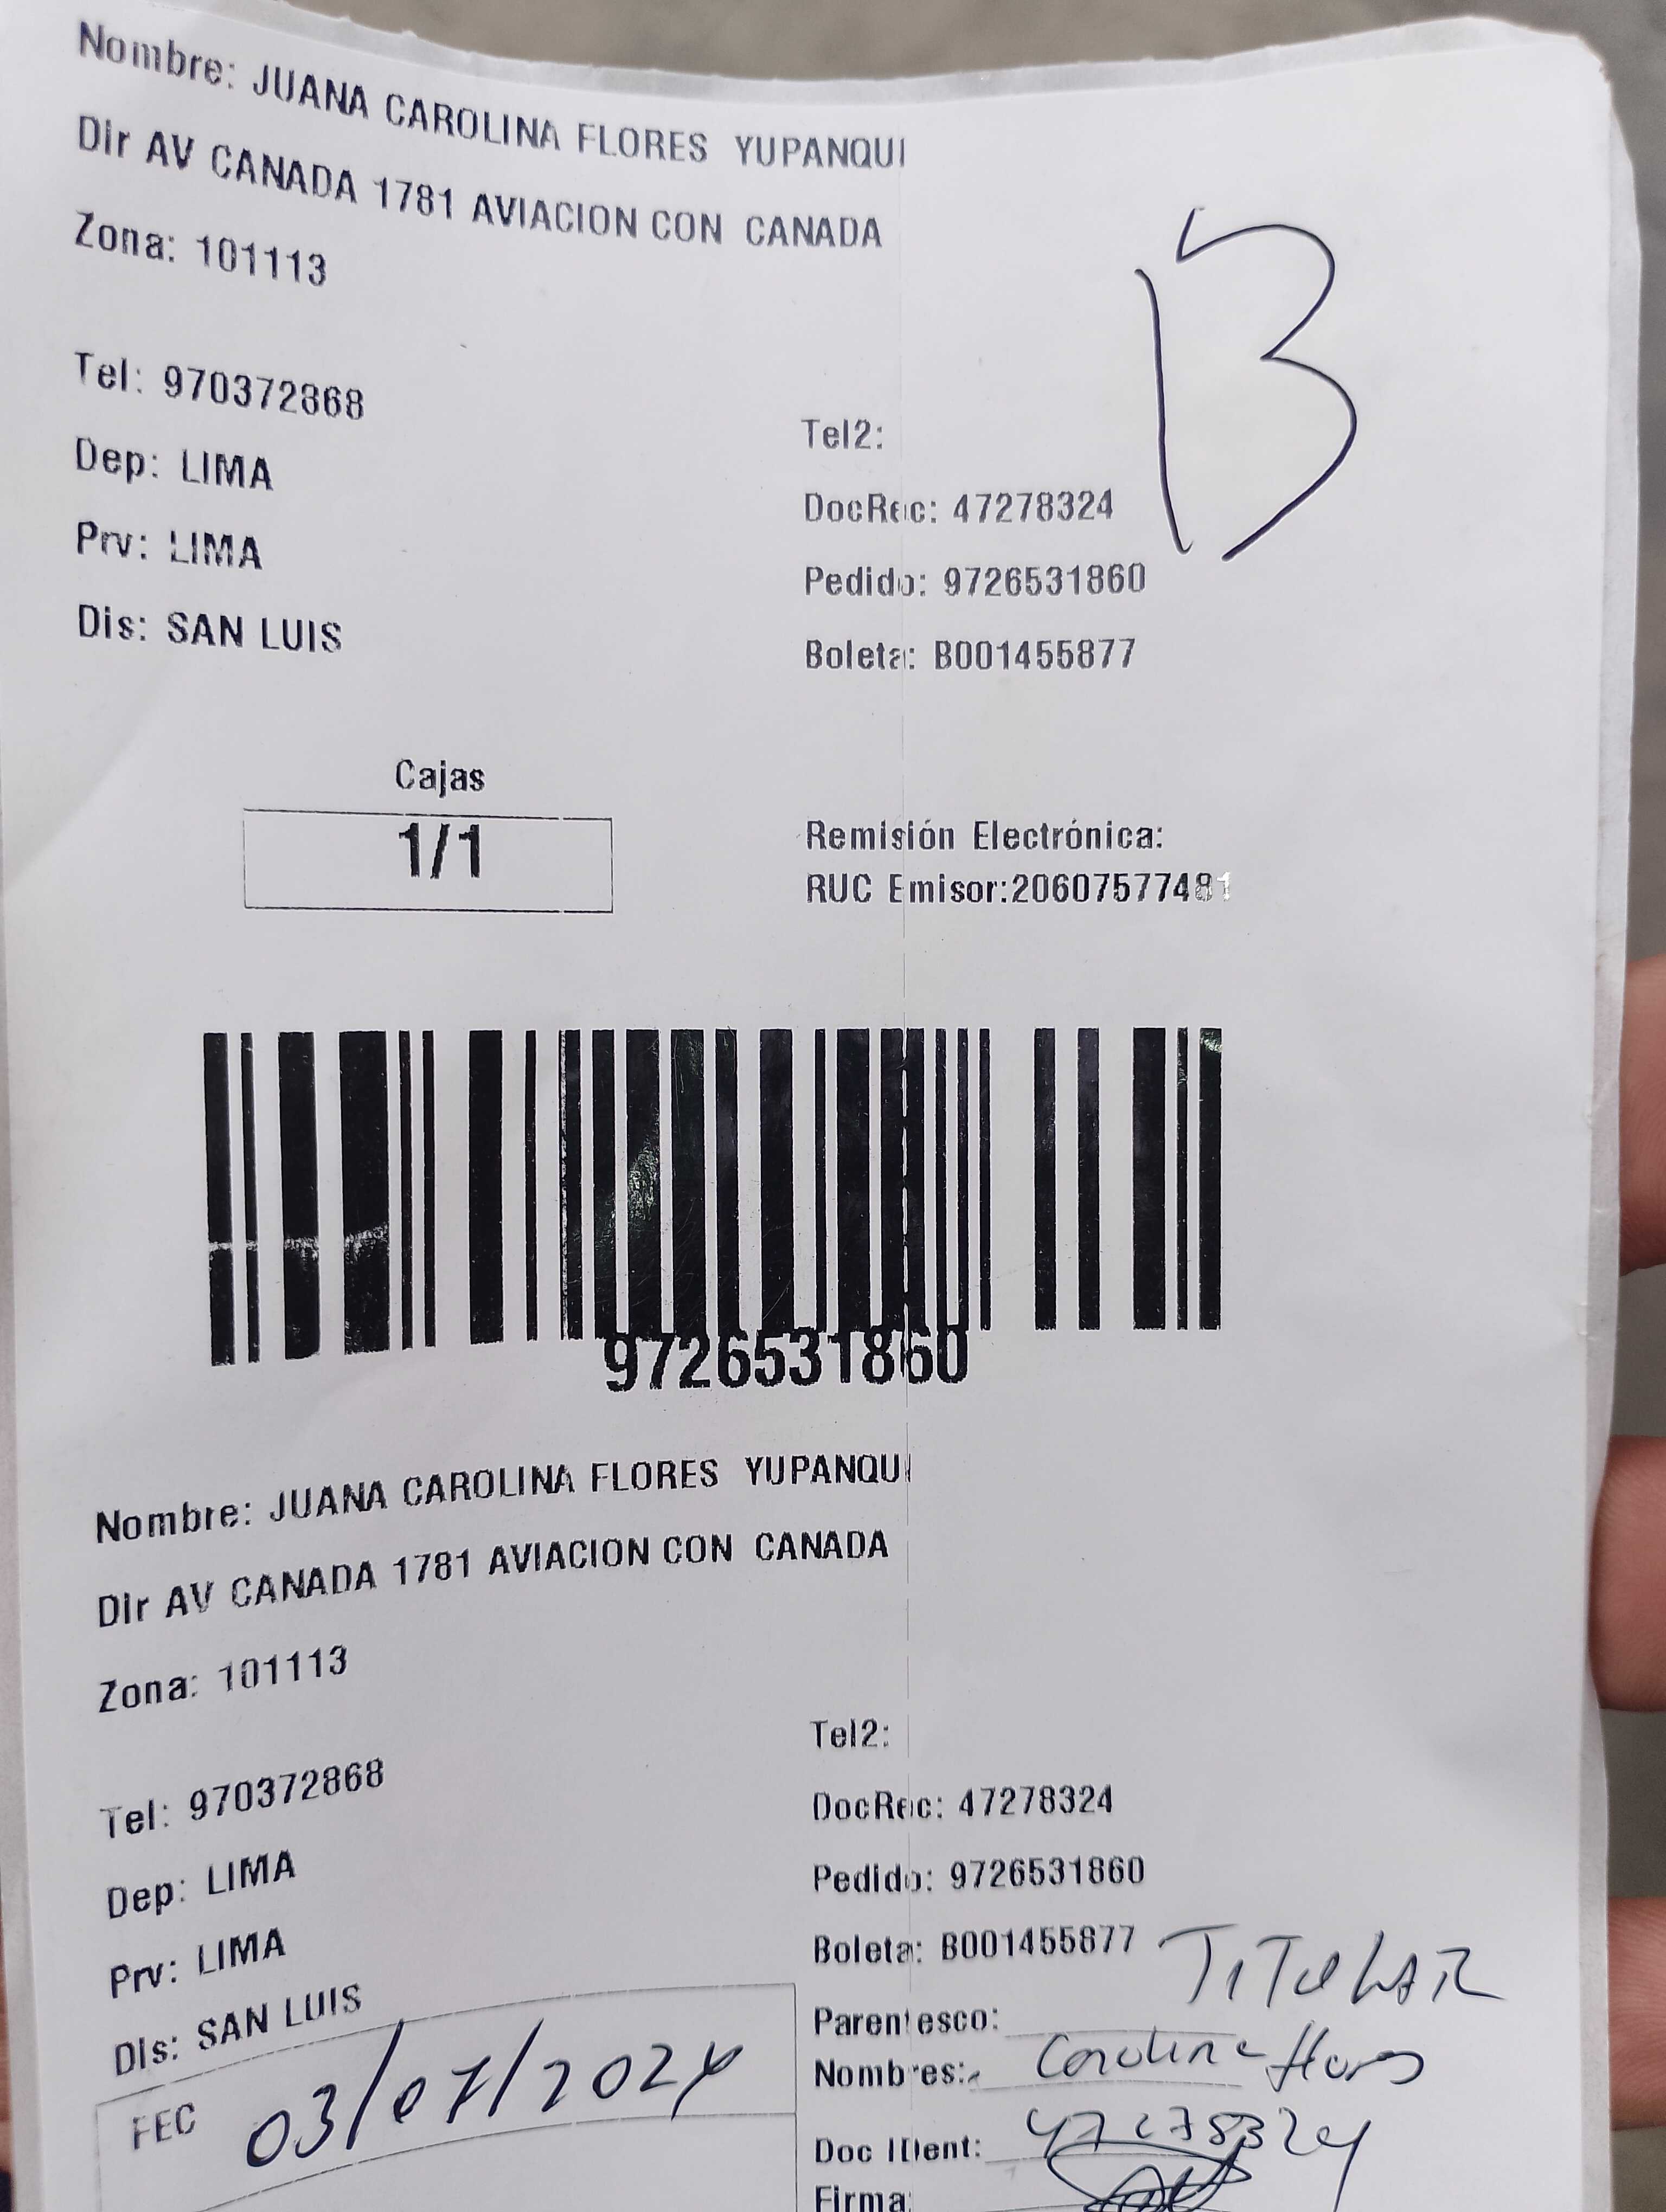 Nombre: JUANA CAROLINA FLORES YUPANQUI
Dir AV CANADA 1781 AVIACION CON CANADA
Zona: 101113
B
Tel: 970372868
Tel2:
Dep: LIMA
DocRec: 47278324
Prv: LIMA
Pedido: 9726531860
Dis: SAN LUIS
Boleta: B001455877
Cajas
1/1
Remisión Electrónica:
RUC Emisor:20607577481
9726531860
Nombre: JUANA CAROLINA FLORES YUPANQUI
Dir AV CANADA 1781 AVIACION CON CANADA
Zona: 101113
Tel: 970372868
Tel2:
Dep: LIMA
DocRec: 47278324
Prv: LIMA
Pedido: 9726531860
Dis: SAN LUIS
Boleta: B001455877
Parentesco: TITULAR
Nombres: Carolina flores
FEC 03/07/2024
Doc Ident: 47278324
Firma: